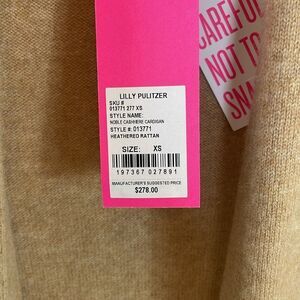 CAREFUL
NOT TO
SNA
LILLY PULITZER
SKU #
013771 277 XS
STYLE NAME:
NOBLE CASHMERE CARDIGAN
STYLE #: 013771
HEATHERED RATTAN
SIZE: XS
197367 027891
MANUFACTURER'S SUGGESTED PRICE
$278.00